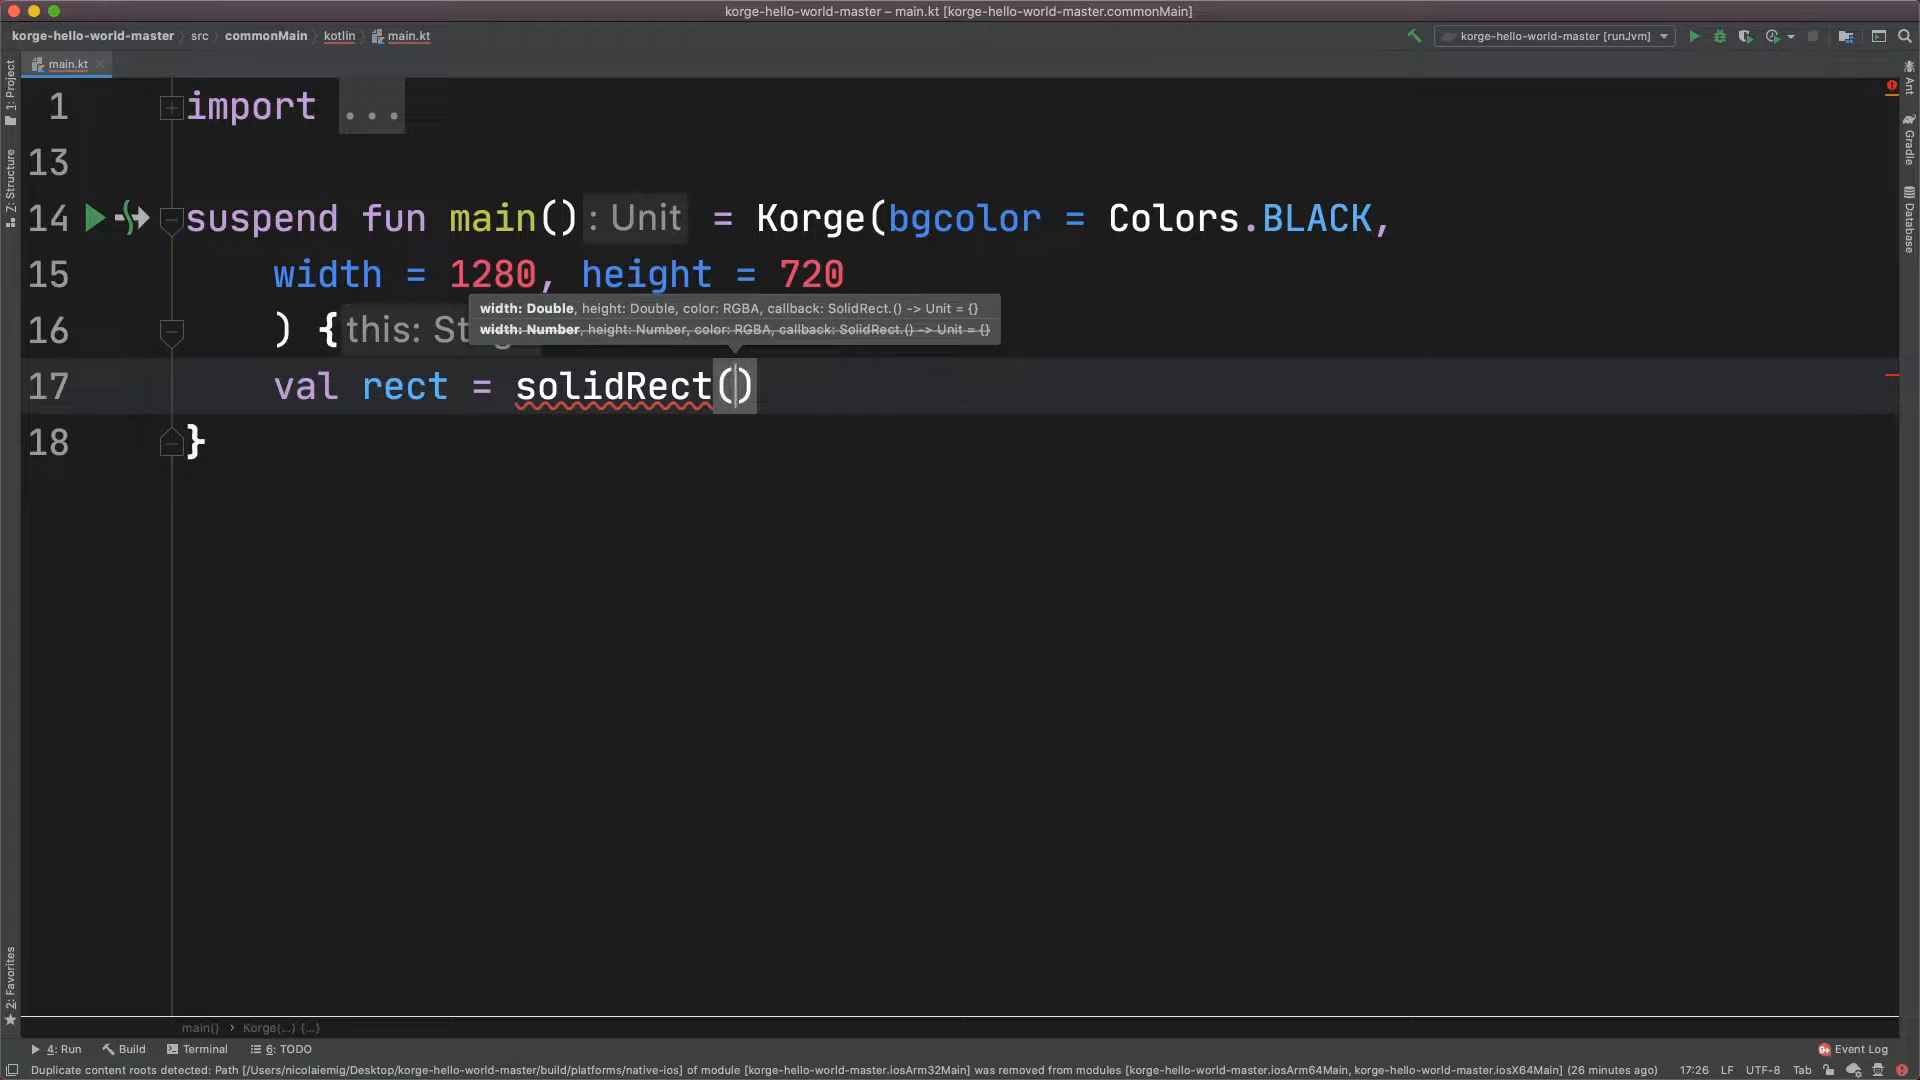 korge-hello-world-master – main.kt [korge-hello-world-master.commonMain]
korge-hello-world-master src commonMain kotlin main.kt
korge-hello-world-master [runJvm]
main.kt
1: Project
Z: Structure
2: Favorites
Ant
Gradle
Database
1 import ...
13
14 suspend fun main() : Unit = Korge(bgcolor = Colors.BLACK,
15 width = 1280, height = 720
width: Double, height: Double, color: RGBA, callback: SolidRect.() -> Unit = {}
width: Number, height: Number, color: RGBA, callback: SolidRect.() -> Unit = {}
16 ) { this:
17 val rect = solidRect()
18 }
main() › Korge(...) {...}
4: Run Build Terminal 6: TODO
Event Log
Duplicate content roots detected: Path [/Users/nicolaiemig/Desktop/korge-hello-world-master/build/platforms/native-ios] of module [korge-hello-world-master.iosArm32Main] was removed from modules [korge-hello-world-master.iosArm64Main, korge-hello-world-master.iosX64Main] (26 minutes ago)
17:26 LF UTF-8 Tab